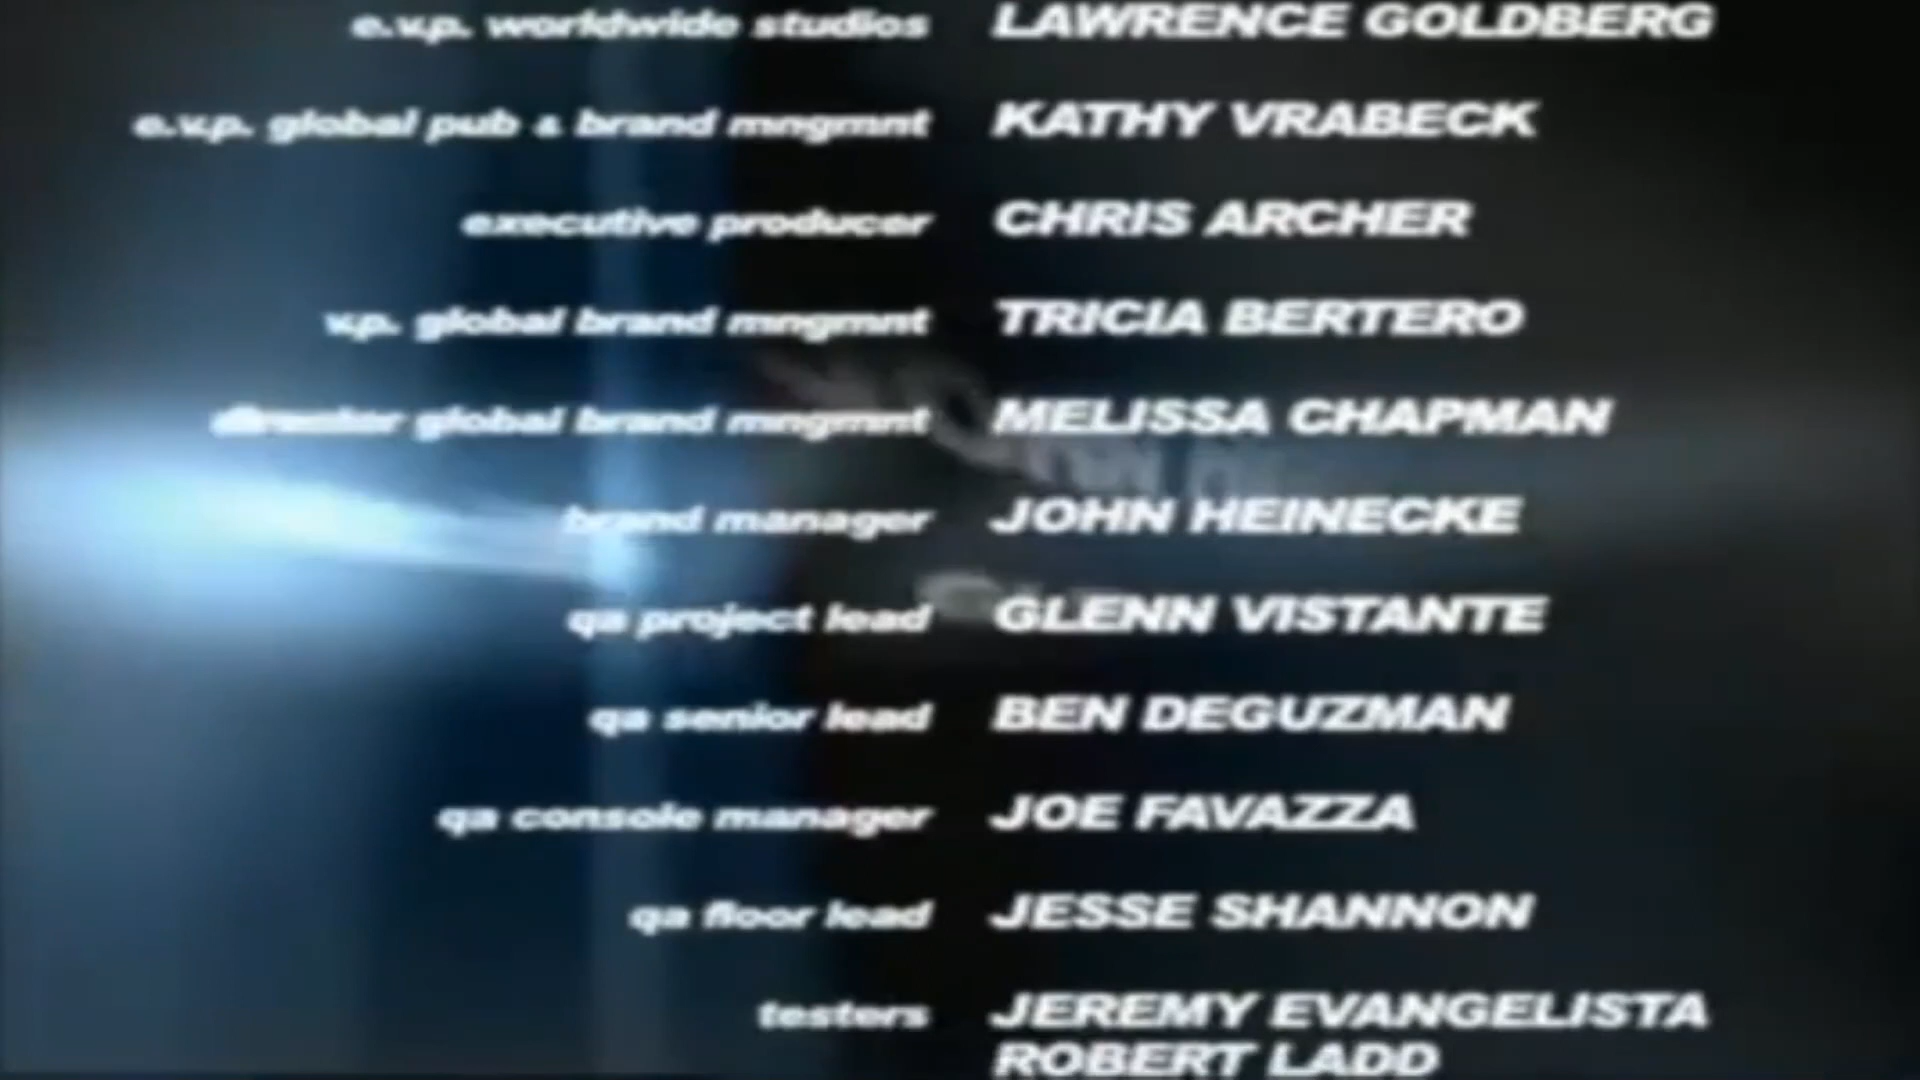 e.v.p. worldwide studios LAWRENCE GOLDBERG
e.v.p. global pub & brand mngmnt KATHY VRABECK
executive producer CHRIS ARCHER
v.p. global brand mngmnt TRICIA BERTERO
director global brand mngmnt MELISSA CHAPMAN
brand manager JOHN HEINECKE
qa project lead GLENN VISTANTE
qa senior lead BEN DEGUZMAN
qa console manager JOE FAVAZZA
qa floor lead JESSE SHANNON
testers JEREMY EVANGELISTA
ROBERT LADD